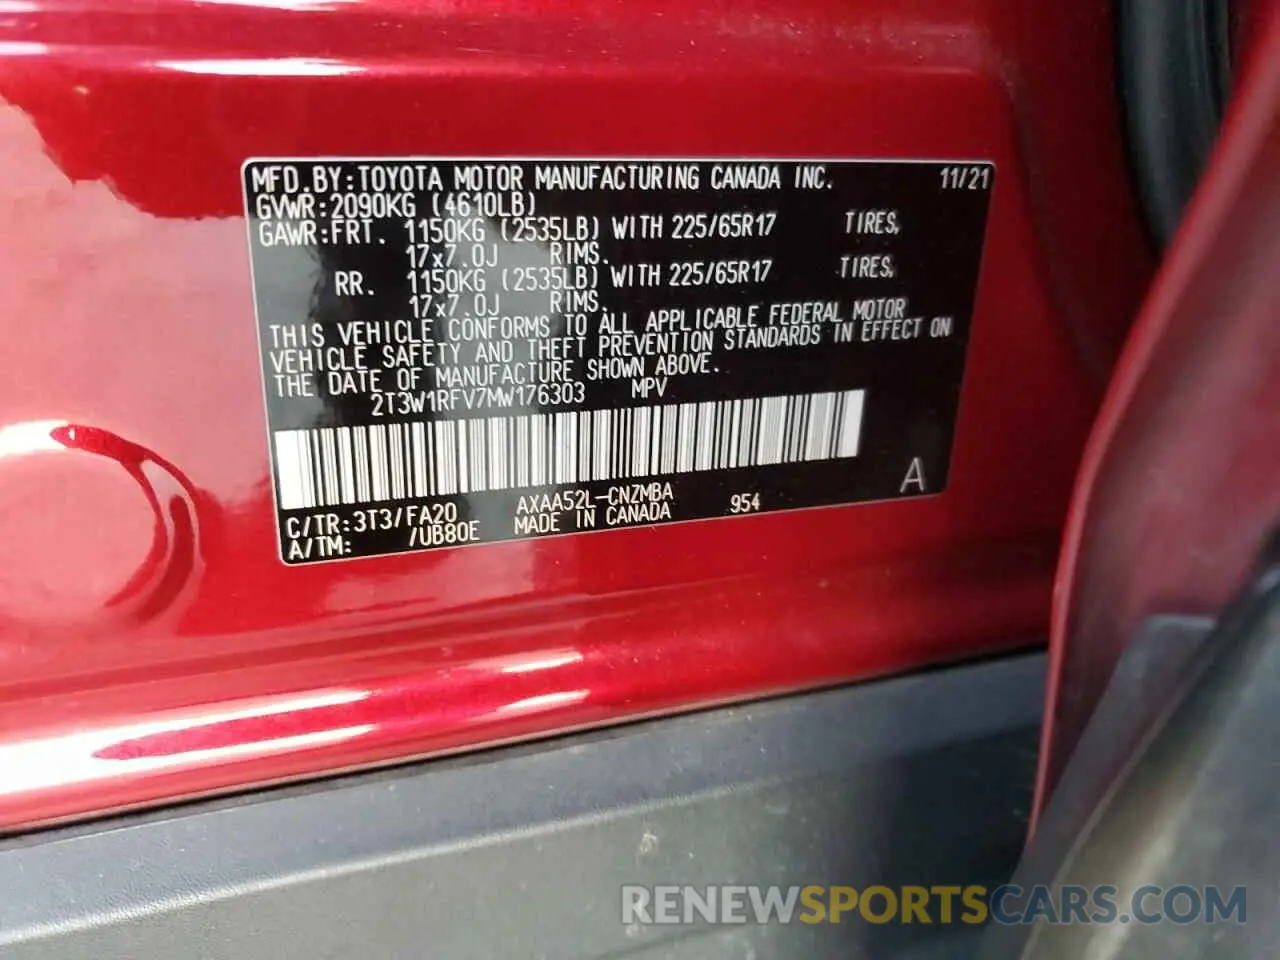 MFD.BY:TOYOTA MOTOR MANUFACTURING CANADA INC. 11/21
GVWR:2090KG (4610LB)
GAWR:FRT. 1150KG (2535LB) WITH 225/65R17 TIRES,
17x7.0J RIMS.
RR. 1150KG (2535LB) WITH 225/65R17 TIRES,
17x7.0J RIMS.
THIS VEHICLE CONFORMS TO ALL APPLICABLE FEDERAL MOTOR
VEHICLE SAFETY AND THEFT PREVENTION STANDARDS IN EFFECT ON
THE DATE OF MANUFACTURE SHOWN ABOVE.
2T3W1RFV7MW176303 MPV
A
C/TR:3T3/FA20 AXAA52L-CNZMBA 954
A/TM: /UB80E MADE IN CANADA
RENEWSPORTSCARS.COM